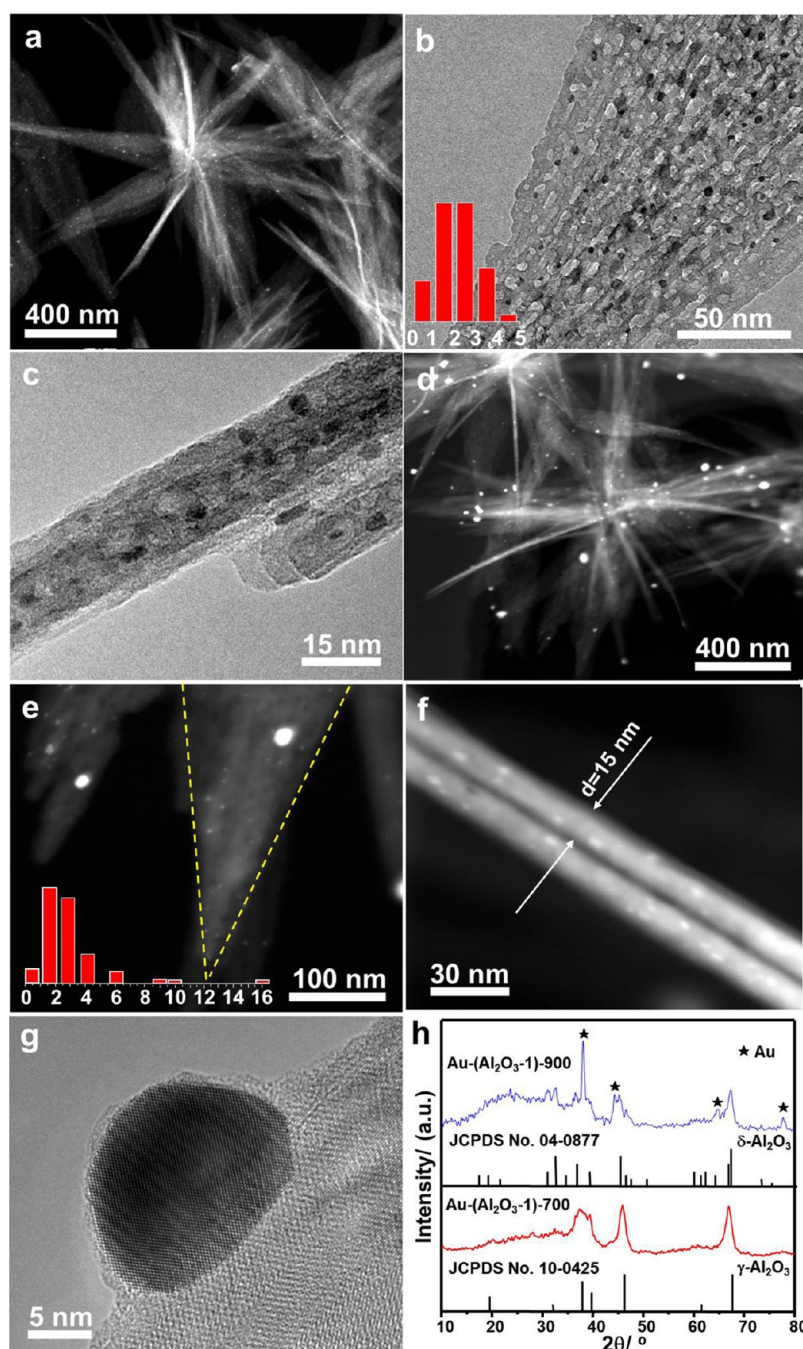 a
400 nm
b
0 1 2 3 4 5
50 nm
c
15 nm
d
400 nm
e
0 2 4 6 8 10 12 14 16
100 nm
f
d=15 nm
30 nm
g
5 nm
h
★ Au
Au-(Al₂O₃-1)-900
JCPDS No. 04-0877
δ-Al₂O₃
Au-(Al₂O₃-1)-700
JCPDS No. 10-0425
γ-Al₂O₃
Intensity/ (a.u.)
10 20 30 40 50 60 70 80
2θ/ °